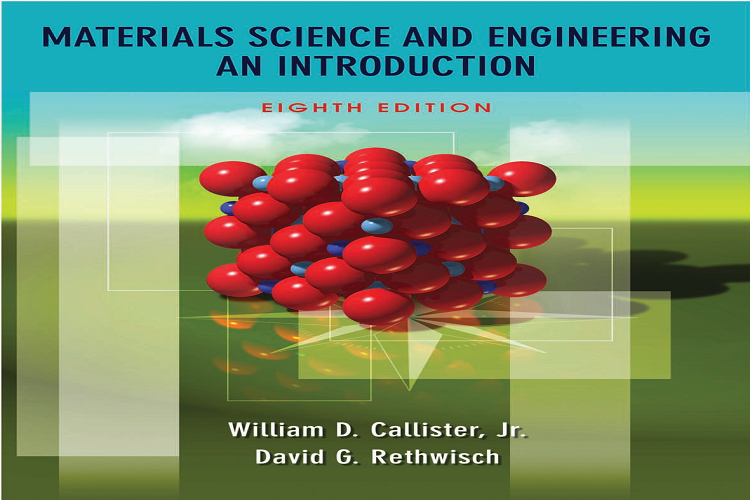 MATERIALS SCIENCE AND ENGINEERING
AN INTRODUCTION
EIGHTH EDITION
William D. Callister, Jr.
David G. Rethwisch